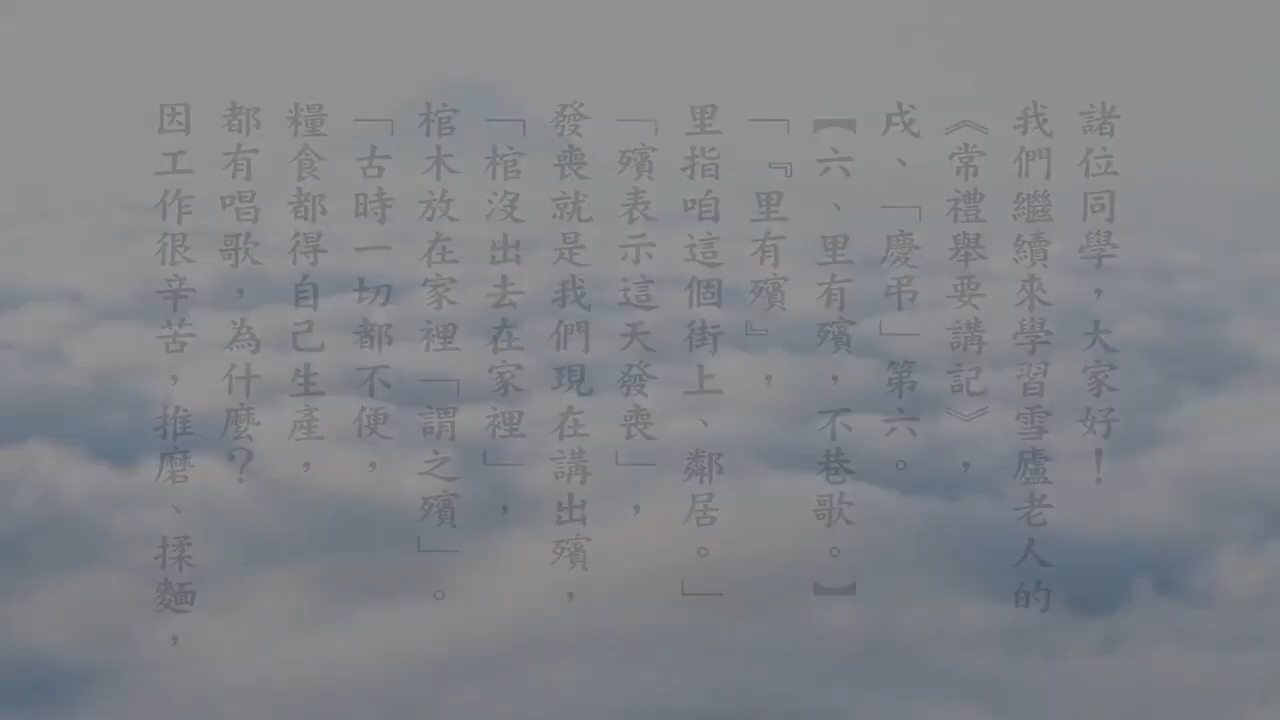 諸位同學，大家好！
我們繼續來學習雪廬老人的
《常禮舉要講記》，
戌、「慶弔」第六。
【六、里有殯，不巷歌。】
「『里有殯』，
里指咱這個街上、鄰居。」
「殯表示這天發喪」，
發喪就是我們現在講出殯，
「棺沒出去在家裡」，
棺木放在家裡「謂之殯」。
「古時一切都不便，
糧食都得自己生產，
都有唱歌，為什麼？
因工作很辛苦，推磨、揉麵，